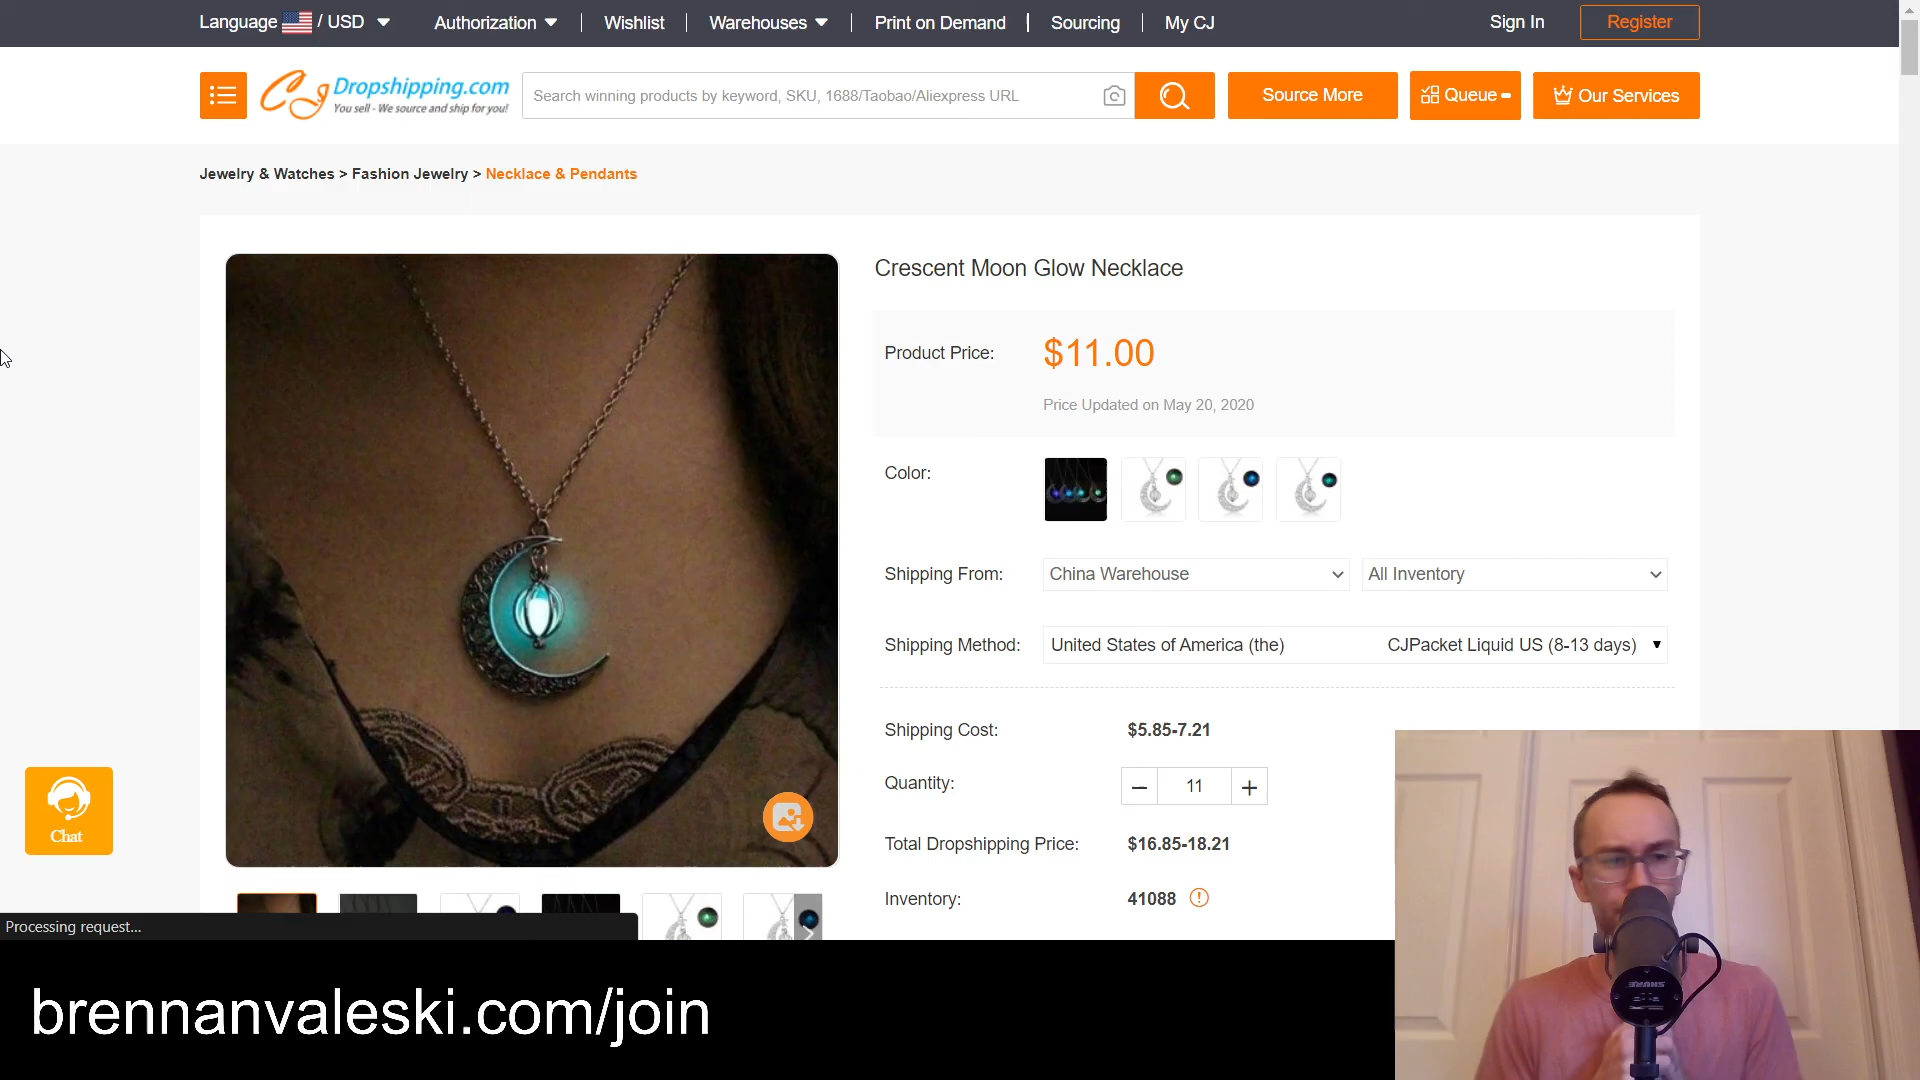 Language / USD Authorization Wishlist Warehouses Print on Demand Sourcing My CJ Sign In Register
CJ Dropshipping.com
You sell - We source and ship for you!
Search winning products by keyword, SKU, 1688/Taobao/Aliexpress URL
Source More
Queue
Our Services
Jewelry & Watches > Fashion Jewelry > Necklace & Pendants
Crescent Moon Glow Necklace
Product Price: $11.00
Price Updated on May 20, 2020
Color:
Shipping From: China Warehouse All Inventory
Shipping Method: United States of America (the) CJPacket Liquid US (8-13 days)
Shipping Cost: $5.85-7.21
Quantity: 11
Total Dropshipping Price: $16.85-18.21
Inventory: 41088
Chat
Processing request...
brennanvaleski.com/join
SHURE